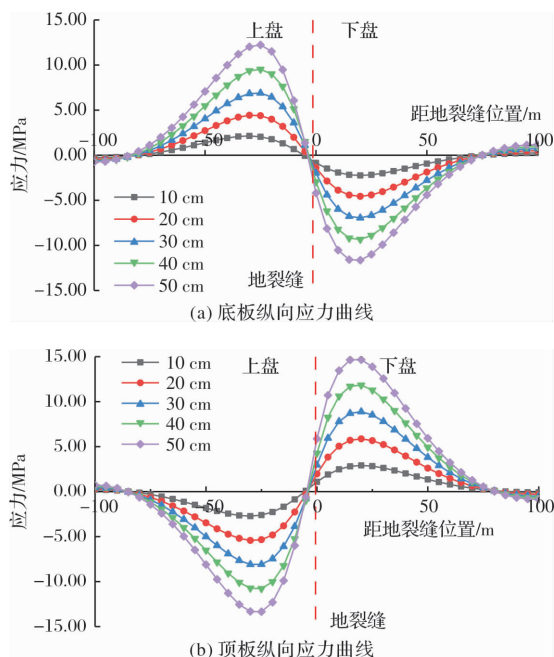 15.00
上盘
下盘
10.00
5.00
距地裂缝位置/m
-100
-50
0
50
100
0.00
应力/MPa
-5.00
-10.00
-15.00
10 cm
20 cm
30 cm
40 cm
50 cm
地裂缝
(a) 底板纵向应力曲线
15.00
10 cm
20 cm
30 cm
40 cm
50 cm
上盘
下盘
10.00
5.00
0.00
-100
-50
0
50
100
应力/MPa
距地裂缝位置/m
-5.00
-10.00
-15.00
地裂缝
(b) 顶板纵向应力曲线